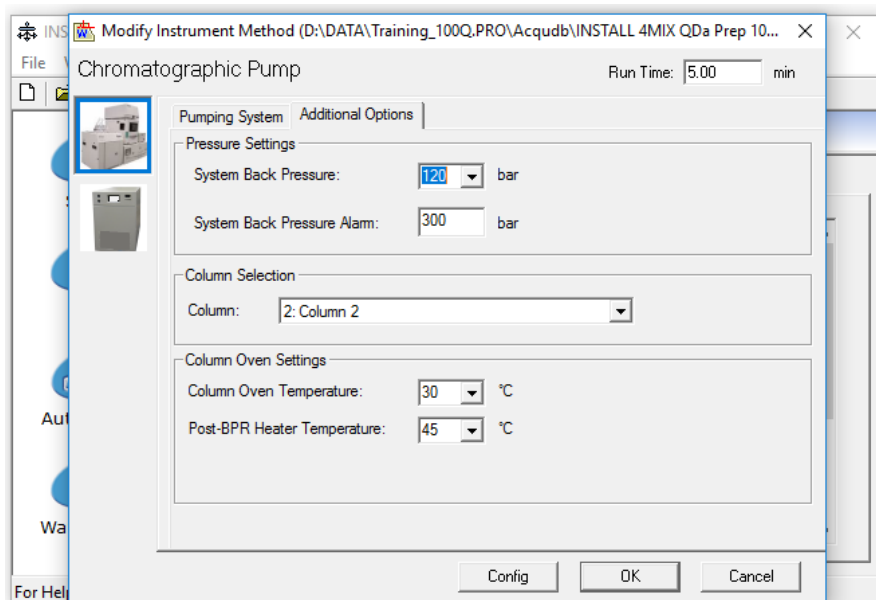 INS
Modify Instrument Method (D:\DATA\Training_100Q.PRO\Acqudb\INSTALL 4MIX QDa Prep 10...
File
Chromatographic Pump
Run Time: 5.00 min
Pumping System Additional Options
Pressure Settings
System Back Pressure: 120 bar
System Back Pressure Alarm: 300 bar
Column Selection
Column: 2: Column 2
Column Oven Settings
Column Oven Temperature: 30 °C
Post-BPR Heater Temperature: 45 °C
Aut
Wa
Config OK Cancel
For Help